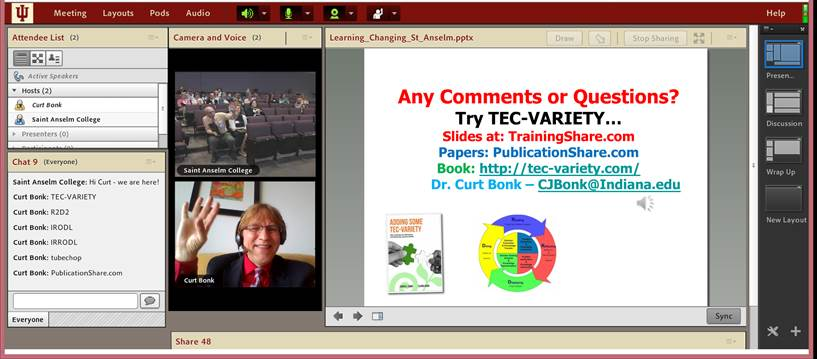 Meeting Layouts Pods Audio Help
Attendee List (2)
Active Speakers
Hosts (2)
Curt Bonk
Saint Anselm College
Presenters (0)
Participants (0)
Chat 9 (Everyone)
Saint Anselm College: Hi Curt - we are here!
Curt Bonk: TEC-VARIETY
Curt Bonk: R2D2
Curt Bonk: IRODL
Curt Bonk: IRRODL
Curt Bonk: tubechop
Curt Bonk: PublicationShare.com
Everyone
Camera and Voice (2)
Saint Anselm College
Curt Bonk
Learning_Changing_St_Anselm.pptx
Draw
Stop Sharing
Any Comments or Questions?
Try TEC-VARIETY...
Slides at: TrainingShare.com
Papers: PublicationShare.com
Book: http://tec-variety.com/
Dr. Curt Bonk – CJBonk@Indiana.edu
ADDING SOME
TEC-VARIETY
Sync
Share 48
Presen...
Discussion
Wrap Up
New Layout